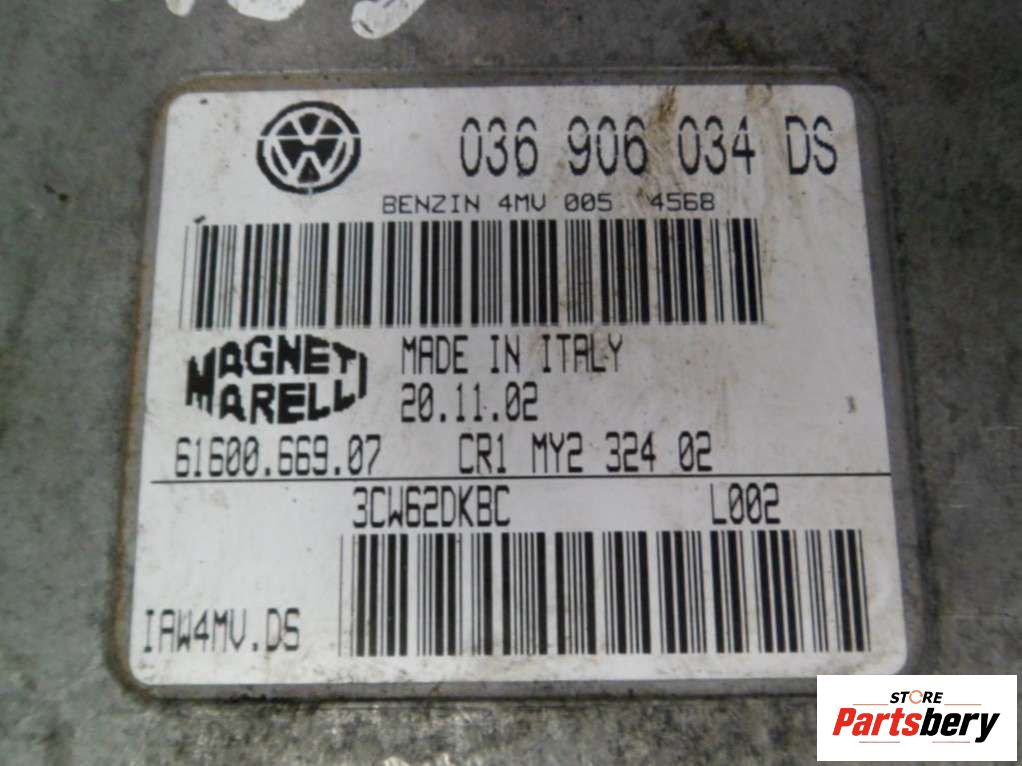 036 906 034 DS
BENZIN 4MV 005 4568
MAGNETI
MARELLI
MADE IN ITALY
20.11.02
61600.669.07 CR1 MY2 324 02
3CW62DKBC L002
IAW4MV.DS
STORE
Partsbery